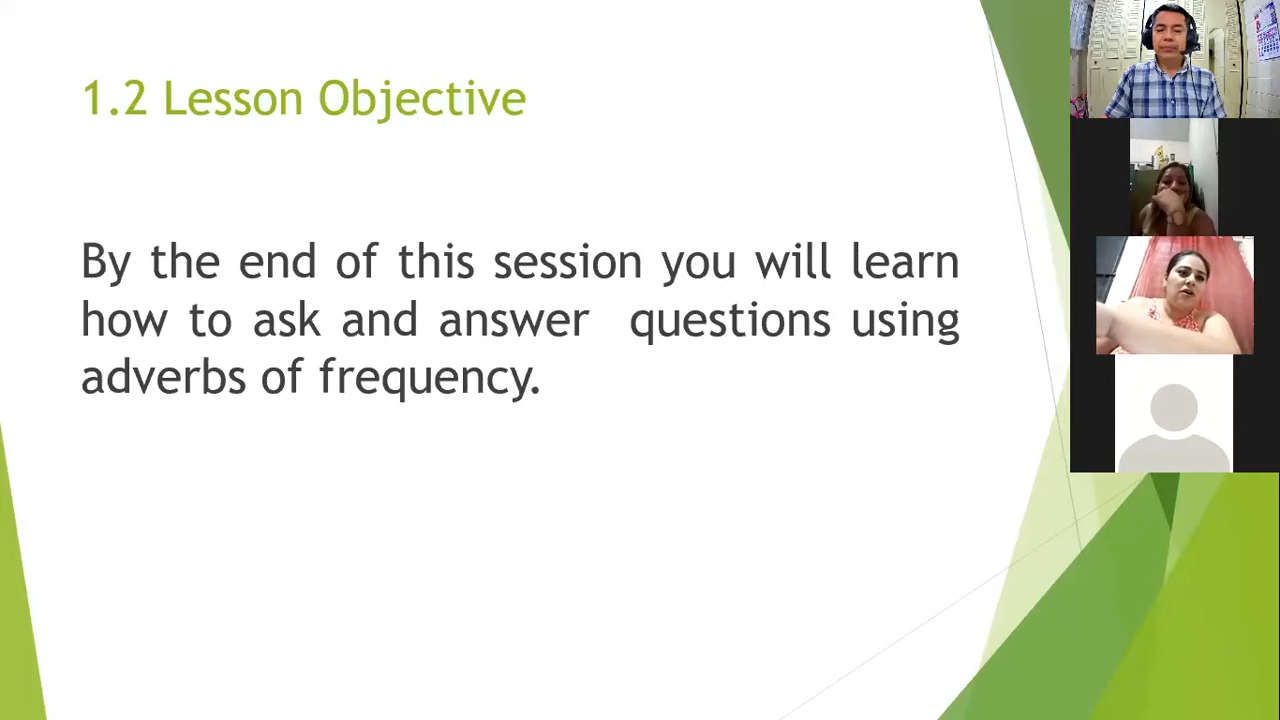 1.2 Lesson Objective
By the end of this session you will learn
how to ask and answer questions using
adverbs of frequency.